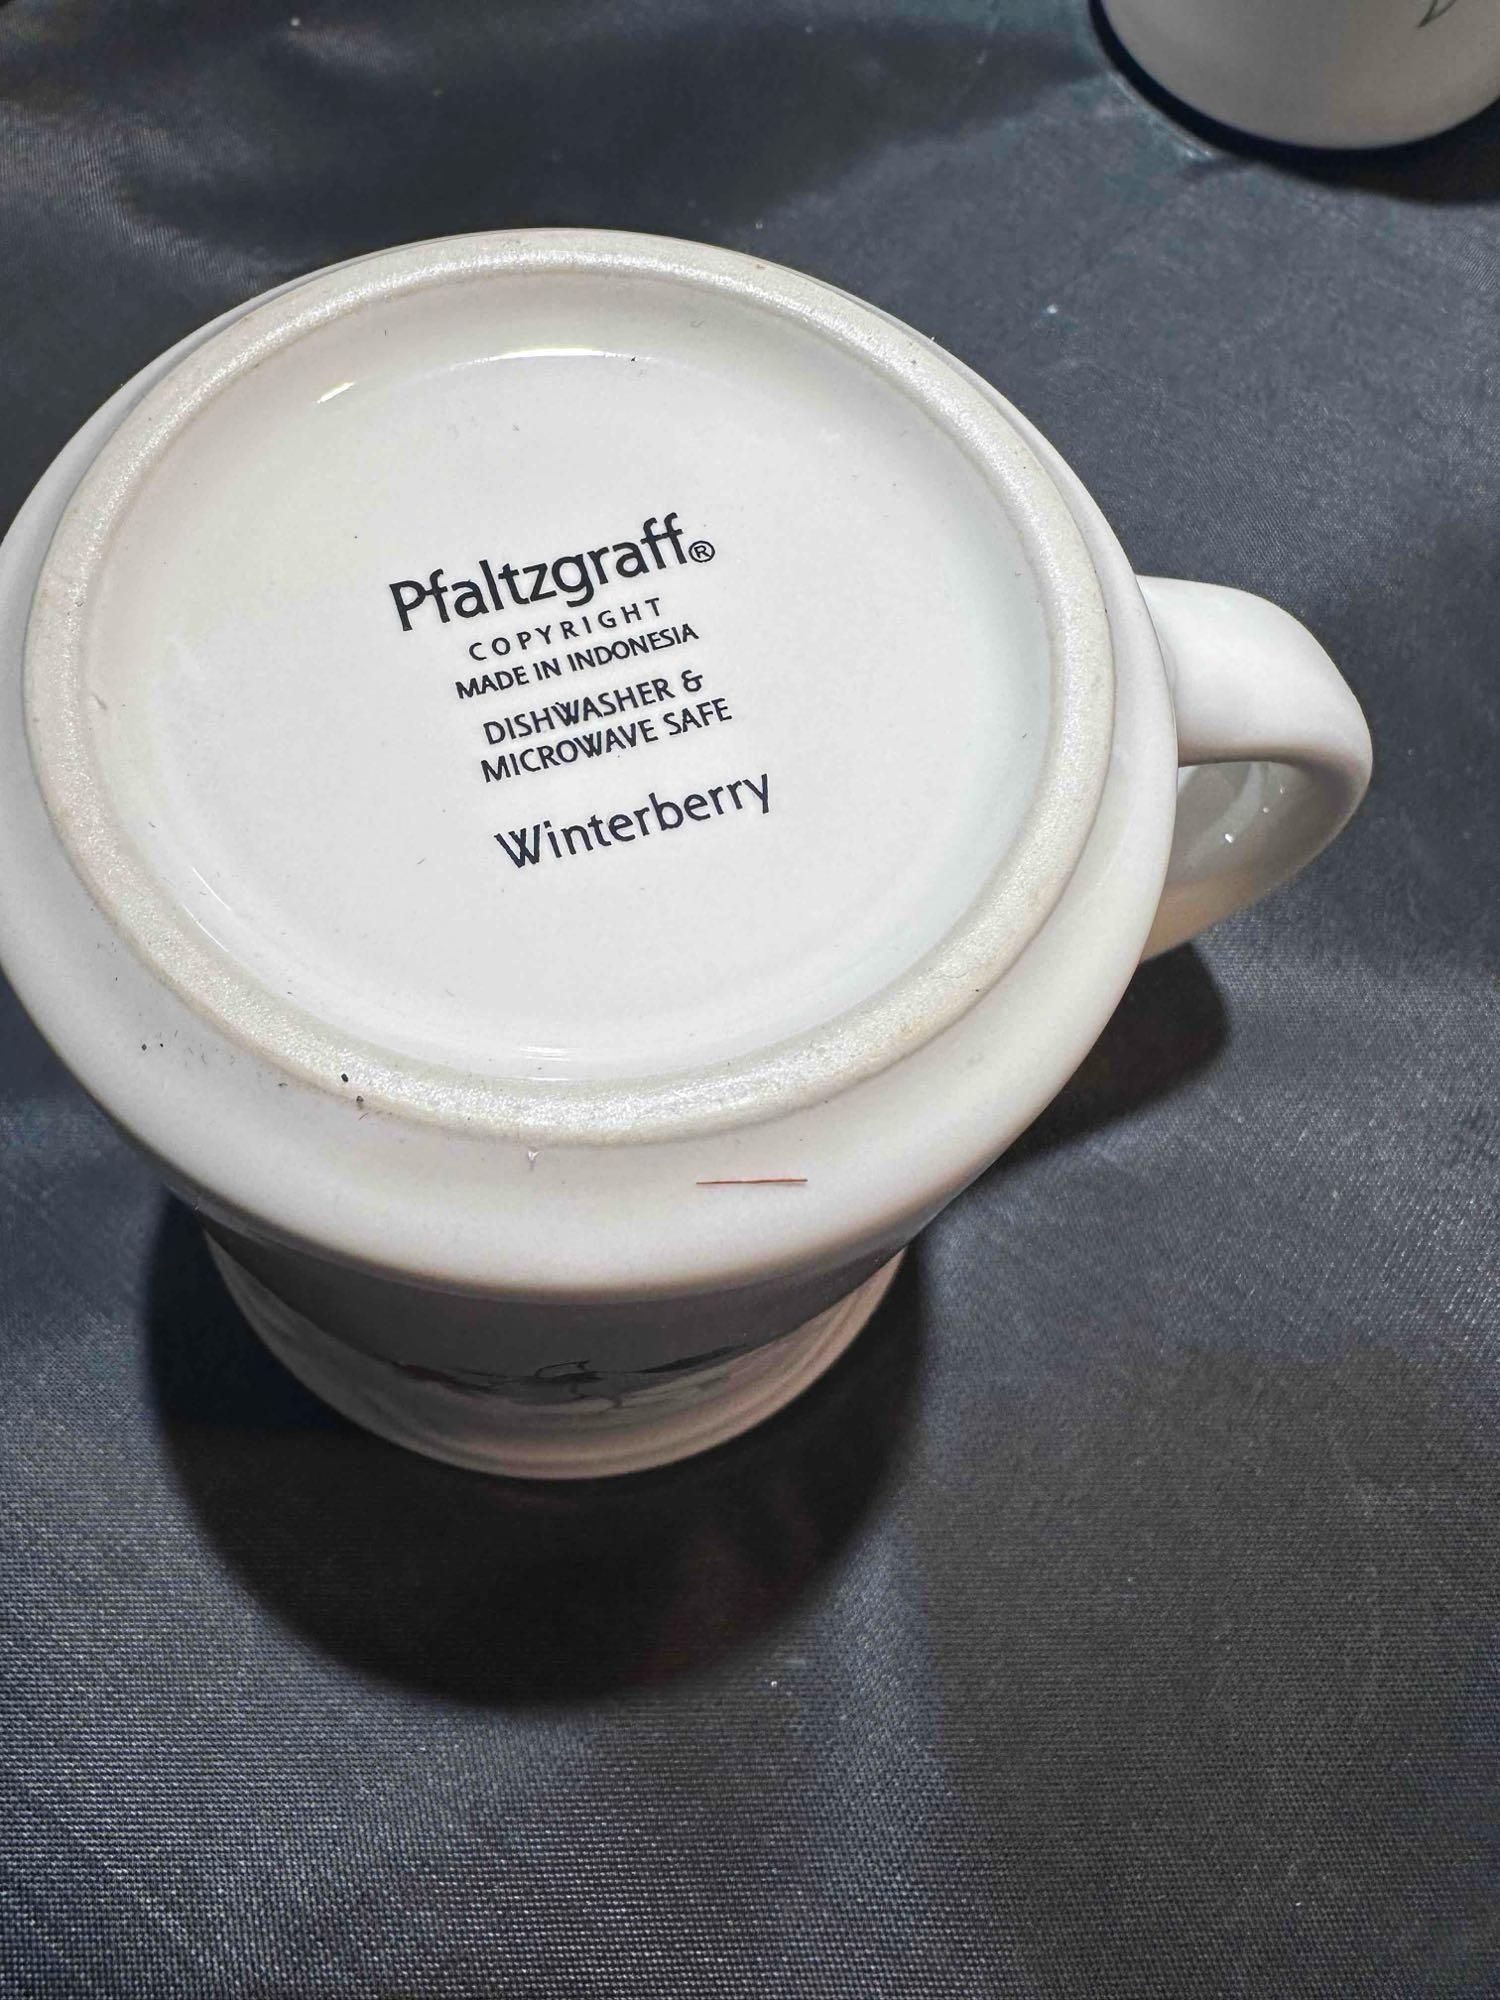 Pfaltzgraff®
COPYRIGHT
MADE IN INDONESIA
DISHWASHER &
MICROWAVE SAFE
Winterberry